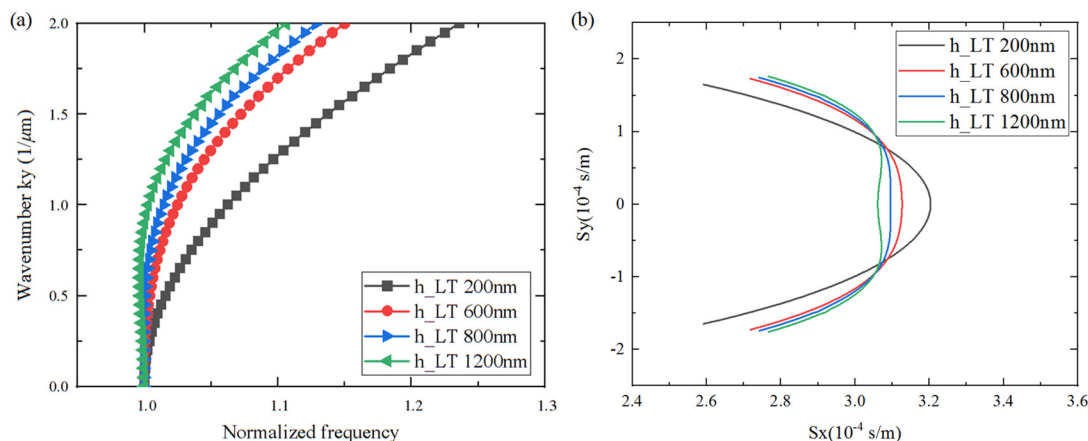 (a)
2.0
1.5
1.0
0.5
0.0
Wavenumber ky (1/μm)
1.0
1.1
1.2
1.3
Normalized frequency
h_LT 200nm
h_LT 600nm
h_LT 800nm
h_LT 1200nm
(b)
2
1
0
-1
-2
Sy(10⁻⁴ s/m)
2.4
2.6
2.8
3.0
3.2
3.4
3.6
Sx(10⁻⁴ s/m)
h_LT 200nm
h_LT 600nm
h_LT 800nm
h_LT 1200nm